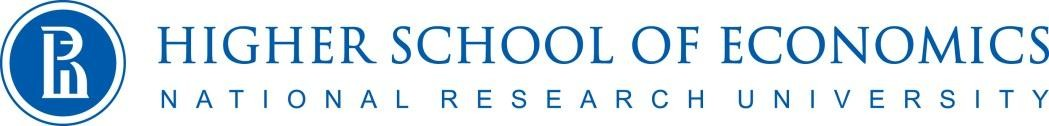 HIGHER SCHOOL OF ECONOMICS
NATIONAL RESEARCH UNIVERSITY